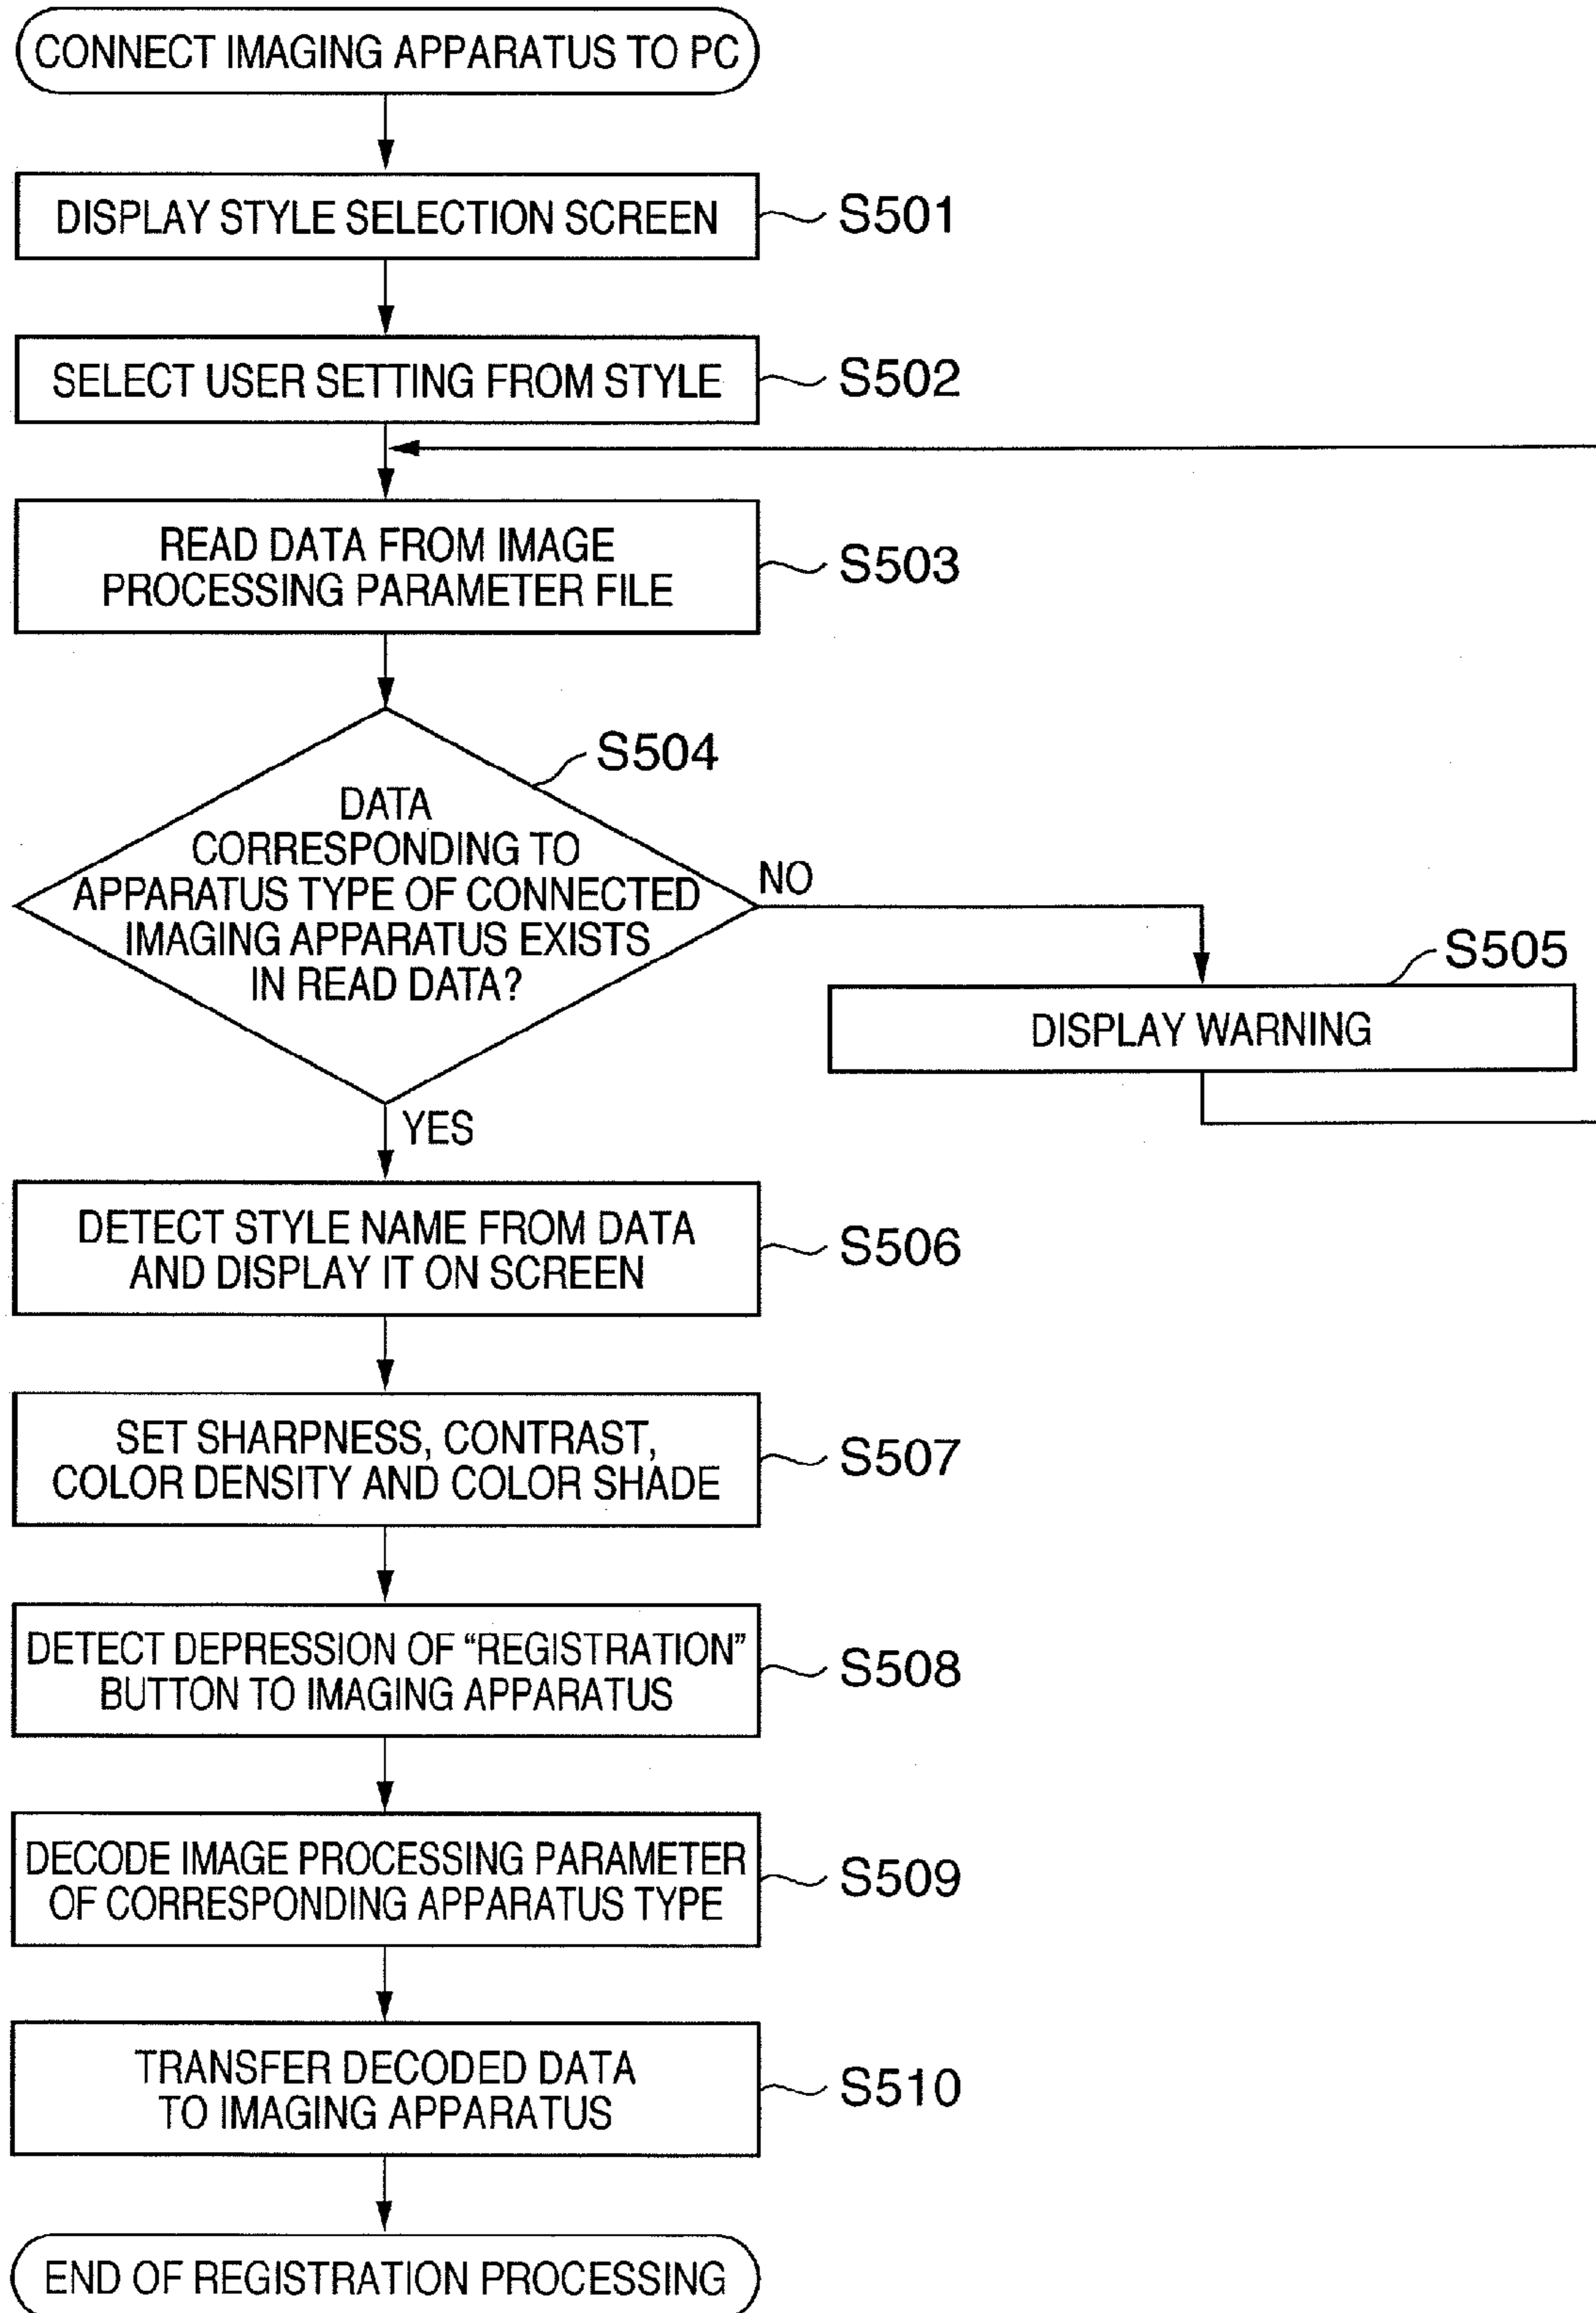 CONNECT IMAGING APPARATUS TO PC
DISPLAY STYLE SELECTION SCREEN
S501
SELECT USER SETTING FROM STYLE
S502
READ DATA FROM IMAGE
PROCESSING PARAMETER FILE
S503
S504
DATA
CORRESPONDING TO
APPARATUS TYPE OF CONNECTED
IMAGING APPARATUS EXISTS
IN READ DATA?
NO
S505
DISPLAY WARNING
YES
DETECT STYLE NAME FROM DATA
AND DISPLAY IT ON SCREEN
S506
SET SHARPNESS, CONTRAST,
COLOR DENSITY AND COLOR SHADE
S507
DETECT DEPRESSION OF “REGISTRATION”
BUTTON TO IMAGING APPARATUS
S508
DECODE IMAGE PROCESSING PARAMETER
OF CORRESPONDING APPARATUS TYPE
S509
TRANSFER DECODED DATA
TO IMAGING APPARATUS
S510
END OF REGISTRATION PROCESSING